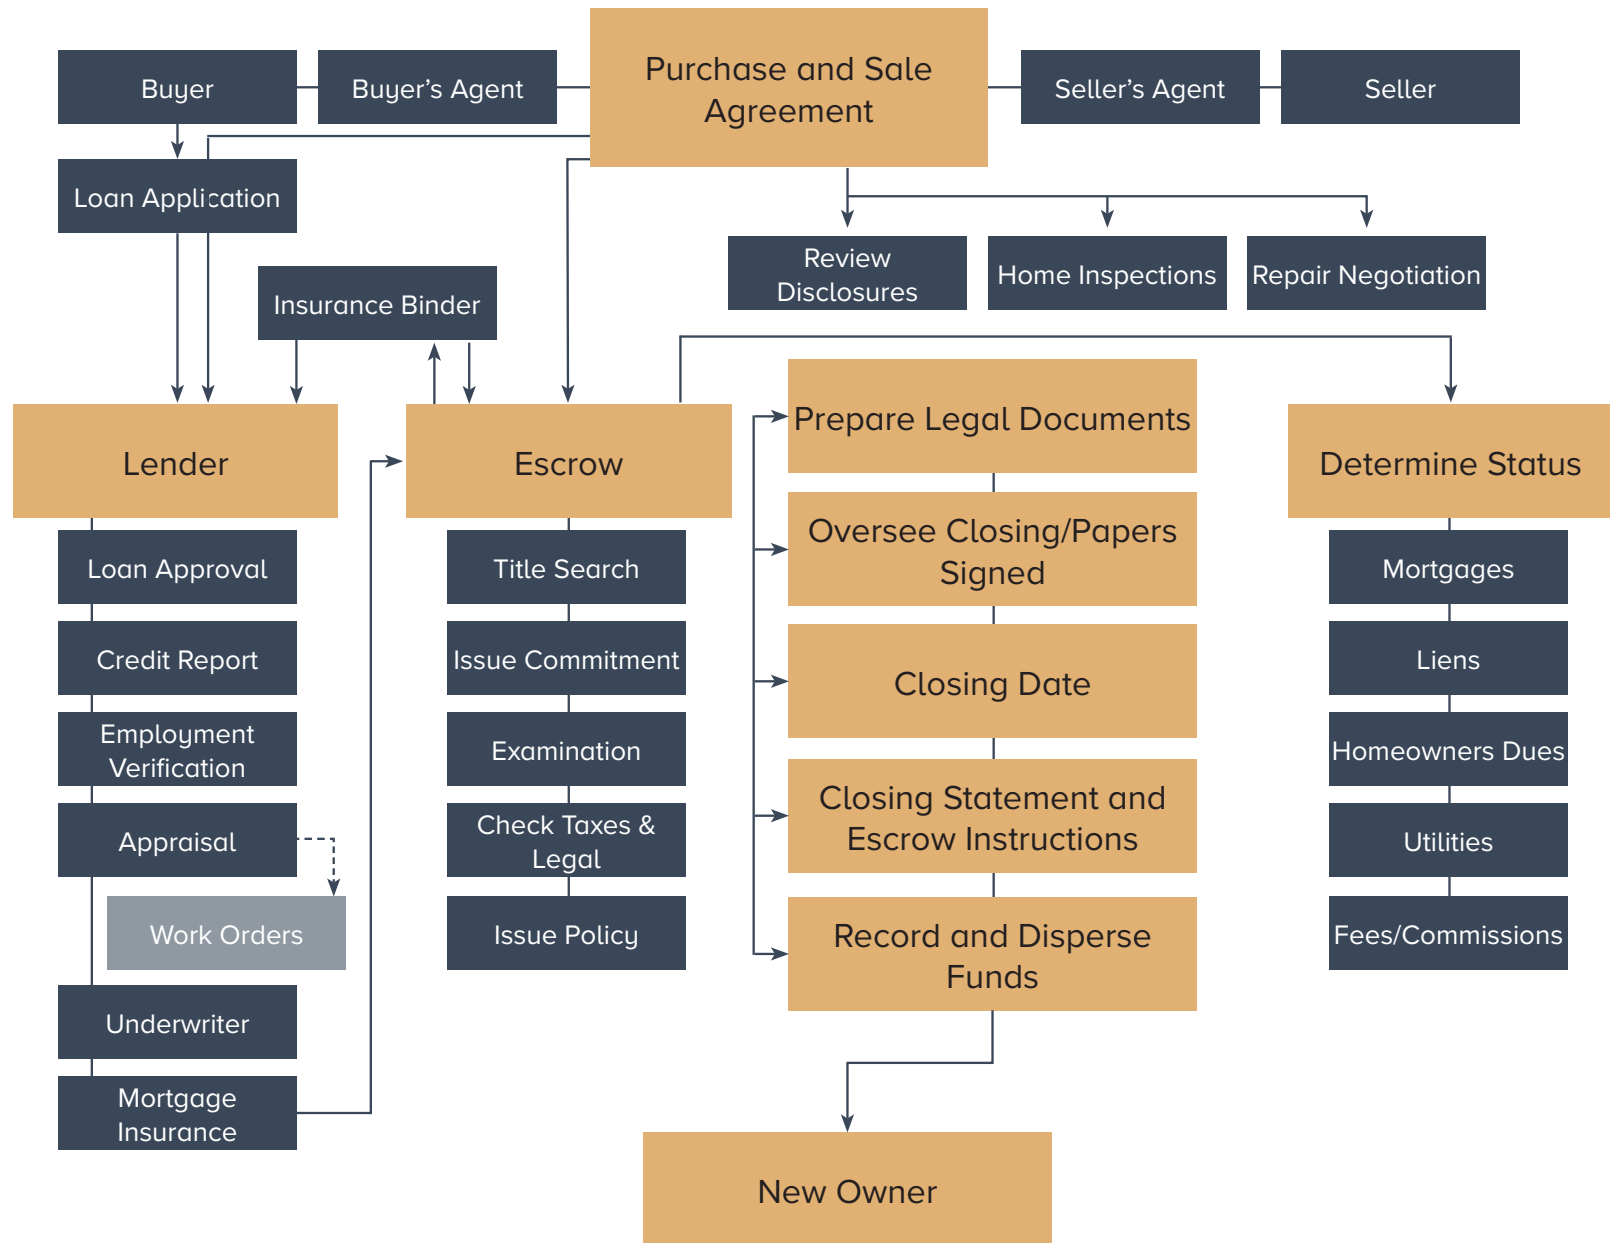 Buyer
Buyer's Agent
Purchase and Sale
Agreement
Seller's Agent
Seller
Loan Application
Review
Disclosures
Home Inspections
Repair Negotiation
Insurance Binder
Lender
Escrow
Prepare Legal Documents
Determine Status
Loan Approval
Credit Report
Employment
Verification
Appraisal
Work Orders
Underwriter
Mortgage
Insurance
Title Search
Issue Commitment
Examination
Check Taxes &
Legal
Issue Policy
Oversee Closing/Papers
Signed
Closing Date
Closing Statement and
Escrow Instructions
Record and Disperse
Funds
Mortgages
Liens
Homeowners Dues
Utilities
Fees/Commissions
New Owner